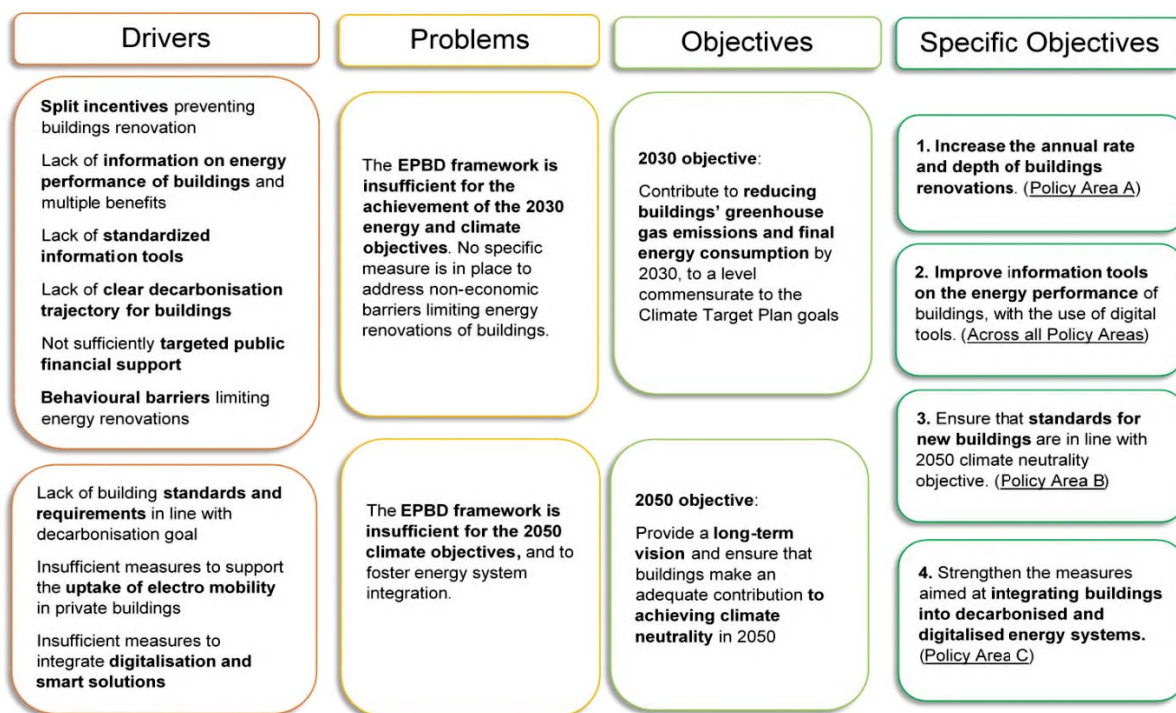 Drivers
Problems
Objectives
Specific Objectives
Split incentives preventing
buildings renovation
Lack of information on energy
performance of buildings and
multiple benefits
Lack of standardized
information tools
Lack of clear decarbonisation
trajectory for buildings
Not sufficiently targeted public
financial support
Behavioural barriers limiting
energy renovations
Lack of building standards and
requirements in line with
decarbonisation goal
Insufficient measures to support
the uptake of electro mobility
in private buildings
Insufficient measures to
integrate digitalisation and
smart solutions
The EPBD framework is
insufficient for the
achievement of the 2030
energy and climate
objectives. No specific
measure is in place to
address non-economic
barriers limiting energy
renovations of buildings.
The EPBD framework is
insufficient for the 2050
climate objectives, and to
foster energy system
integration.
2030 objective:
Contribute to reducing
buildings’ greenhouse
gas emissions and final
energy consumption by
2030, to a level
commensurate to the
Climate Target Plan goals
2050 objective:
Provide a long-term
vision and ensure that
buildings make an
adequate contribution to
achieving climate
neutrality in 2050
1. Increase the annual rate
and depth of buildings
renovations. (Policy Area A)
2. Improve information tools
on the energy performance of
buildings, with the use of digital
tools. (Across all Policy Areas)
3. Ensure that standards for
new buildings are in line with
2050 climate neutrality
objective. (Policy Area B)
4. Strengthen the measures
aimed at integrating buildings
into decarbonised and
digitalised energy systems.
(Policy Area C)